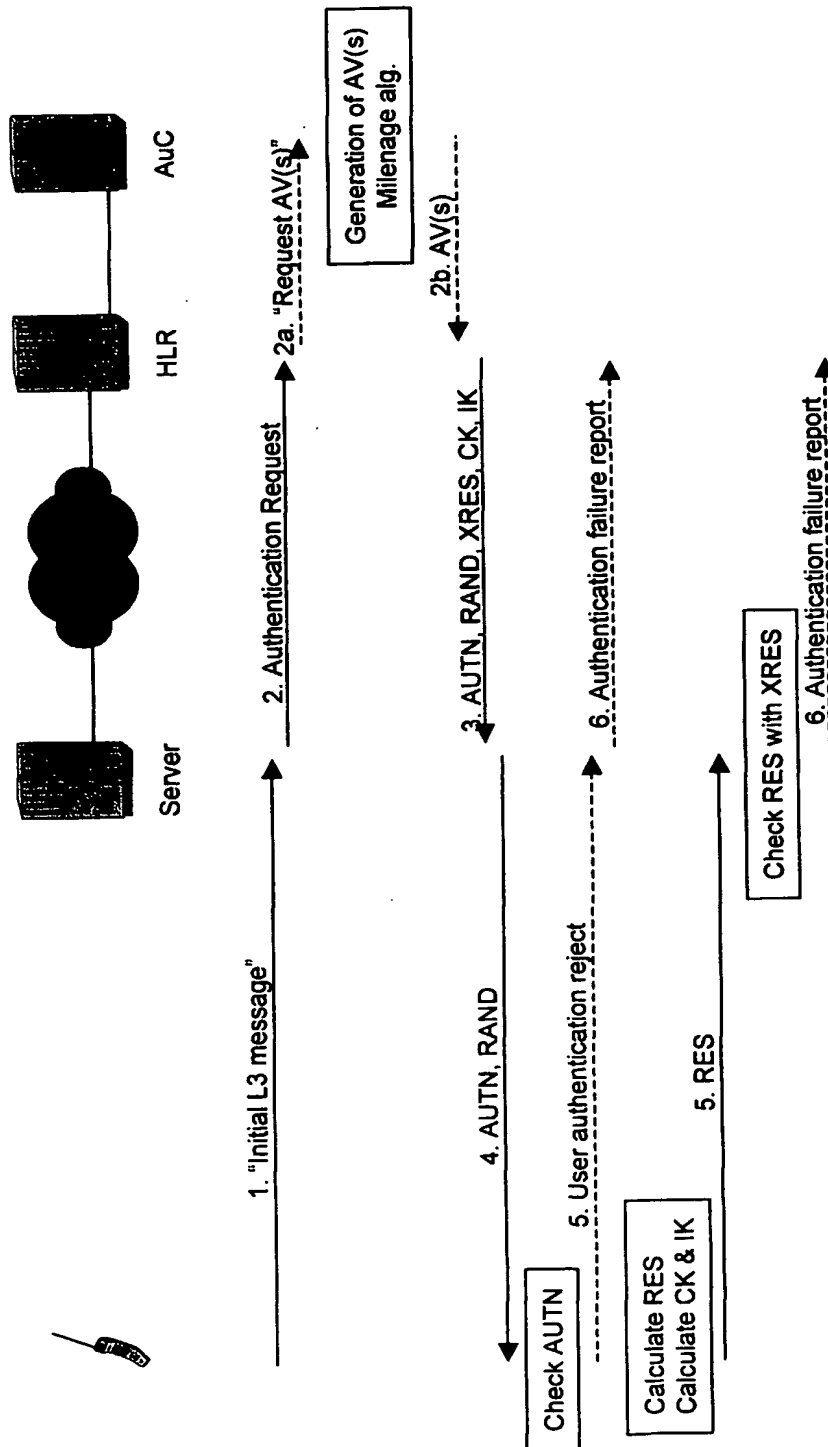 Server
HLR
AuC
1. “Initial L3 message”
2. Authentication Request
2a. “Request AV(s)”
Generation of AV(s)
Milenage alg.
2b. AV(s)
3. AUTN, RAND, XRES, CK, IK
4. AUTN, RAND
Check AUTN
5. User authentication reject
6. Authentication failure report
Calculate RES
Calculate CK & IK
5. RES
Check RES with XRES
6. Authentication failure report